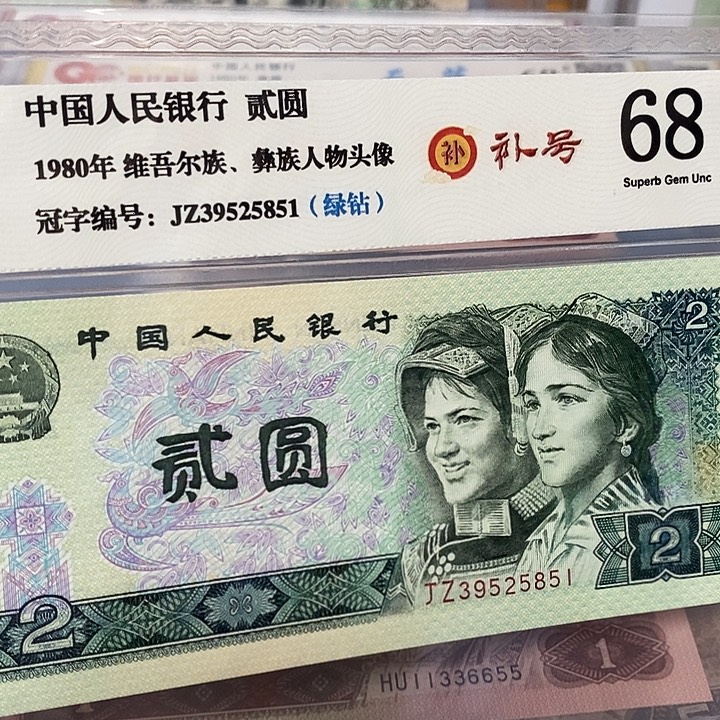 中国人民银行 贰圆
1980年 维吾尔族、彝族人物头像
冠字编号：JZ39525851（绿钻）
补 补号
68
Superb Gem Unc
中国人民银行
贰圆
2
2
2
JZ39525851
HU11336655
1